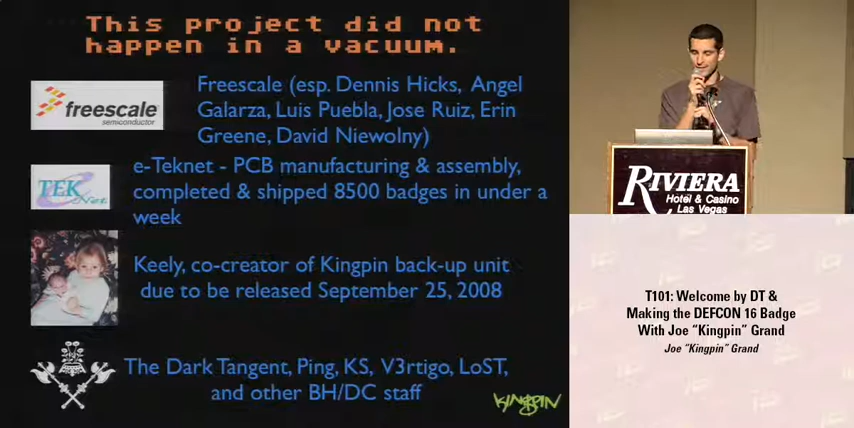 This project did not
happen in a vacuum.
freescale
semiconductor
Freescale (esp. Dennis Hicks, Angel
Galarza, Luis Puebla, Jose Ruiz, Erin
Greene, David Niewolny)
TEK
Net
e-Teknet - PCB manufacturing & assembly,
completed & shipped 8500 badges in under a
week
Keely, co-creator of Kingpin back-up unit
due to be released September 25, 2008
The Dark Tangent, Ping, KS, V3rtigo, LoST,
and other BH/DC staff
KINGPIN
RIVIERA
Hotel & Casino
Las Vegas
T101: Welcome by DT &
Making the DEFCON 16 Badge
With Joe "Kingpin" Grand
Joe "Kingpin" Grand